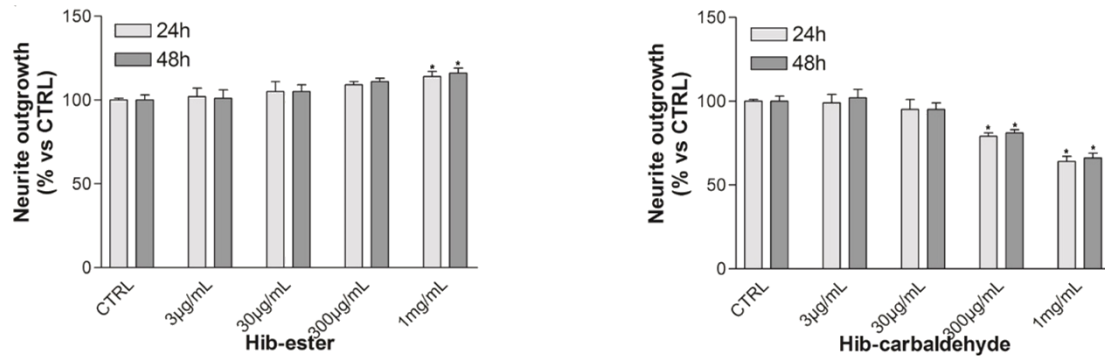 150
100
50
0
Neurite outgrowth
(% vs CTRL)
24h
48h
* *
CTRL
3µg/mL
30µg/mL
300µg/mL
1mg/mL
Hib-ester
150
100
50
0
Neurite outgrowth
(% vs CTRL)
24h
48h
* *
* *
CTRL
3µg/mL
30µg/mL
300µg/mL
1mg/mL
Hib-carbaldehyde